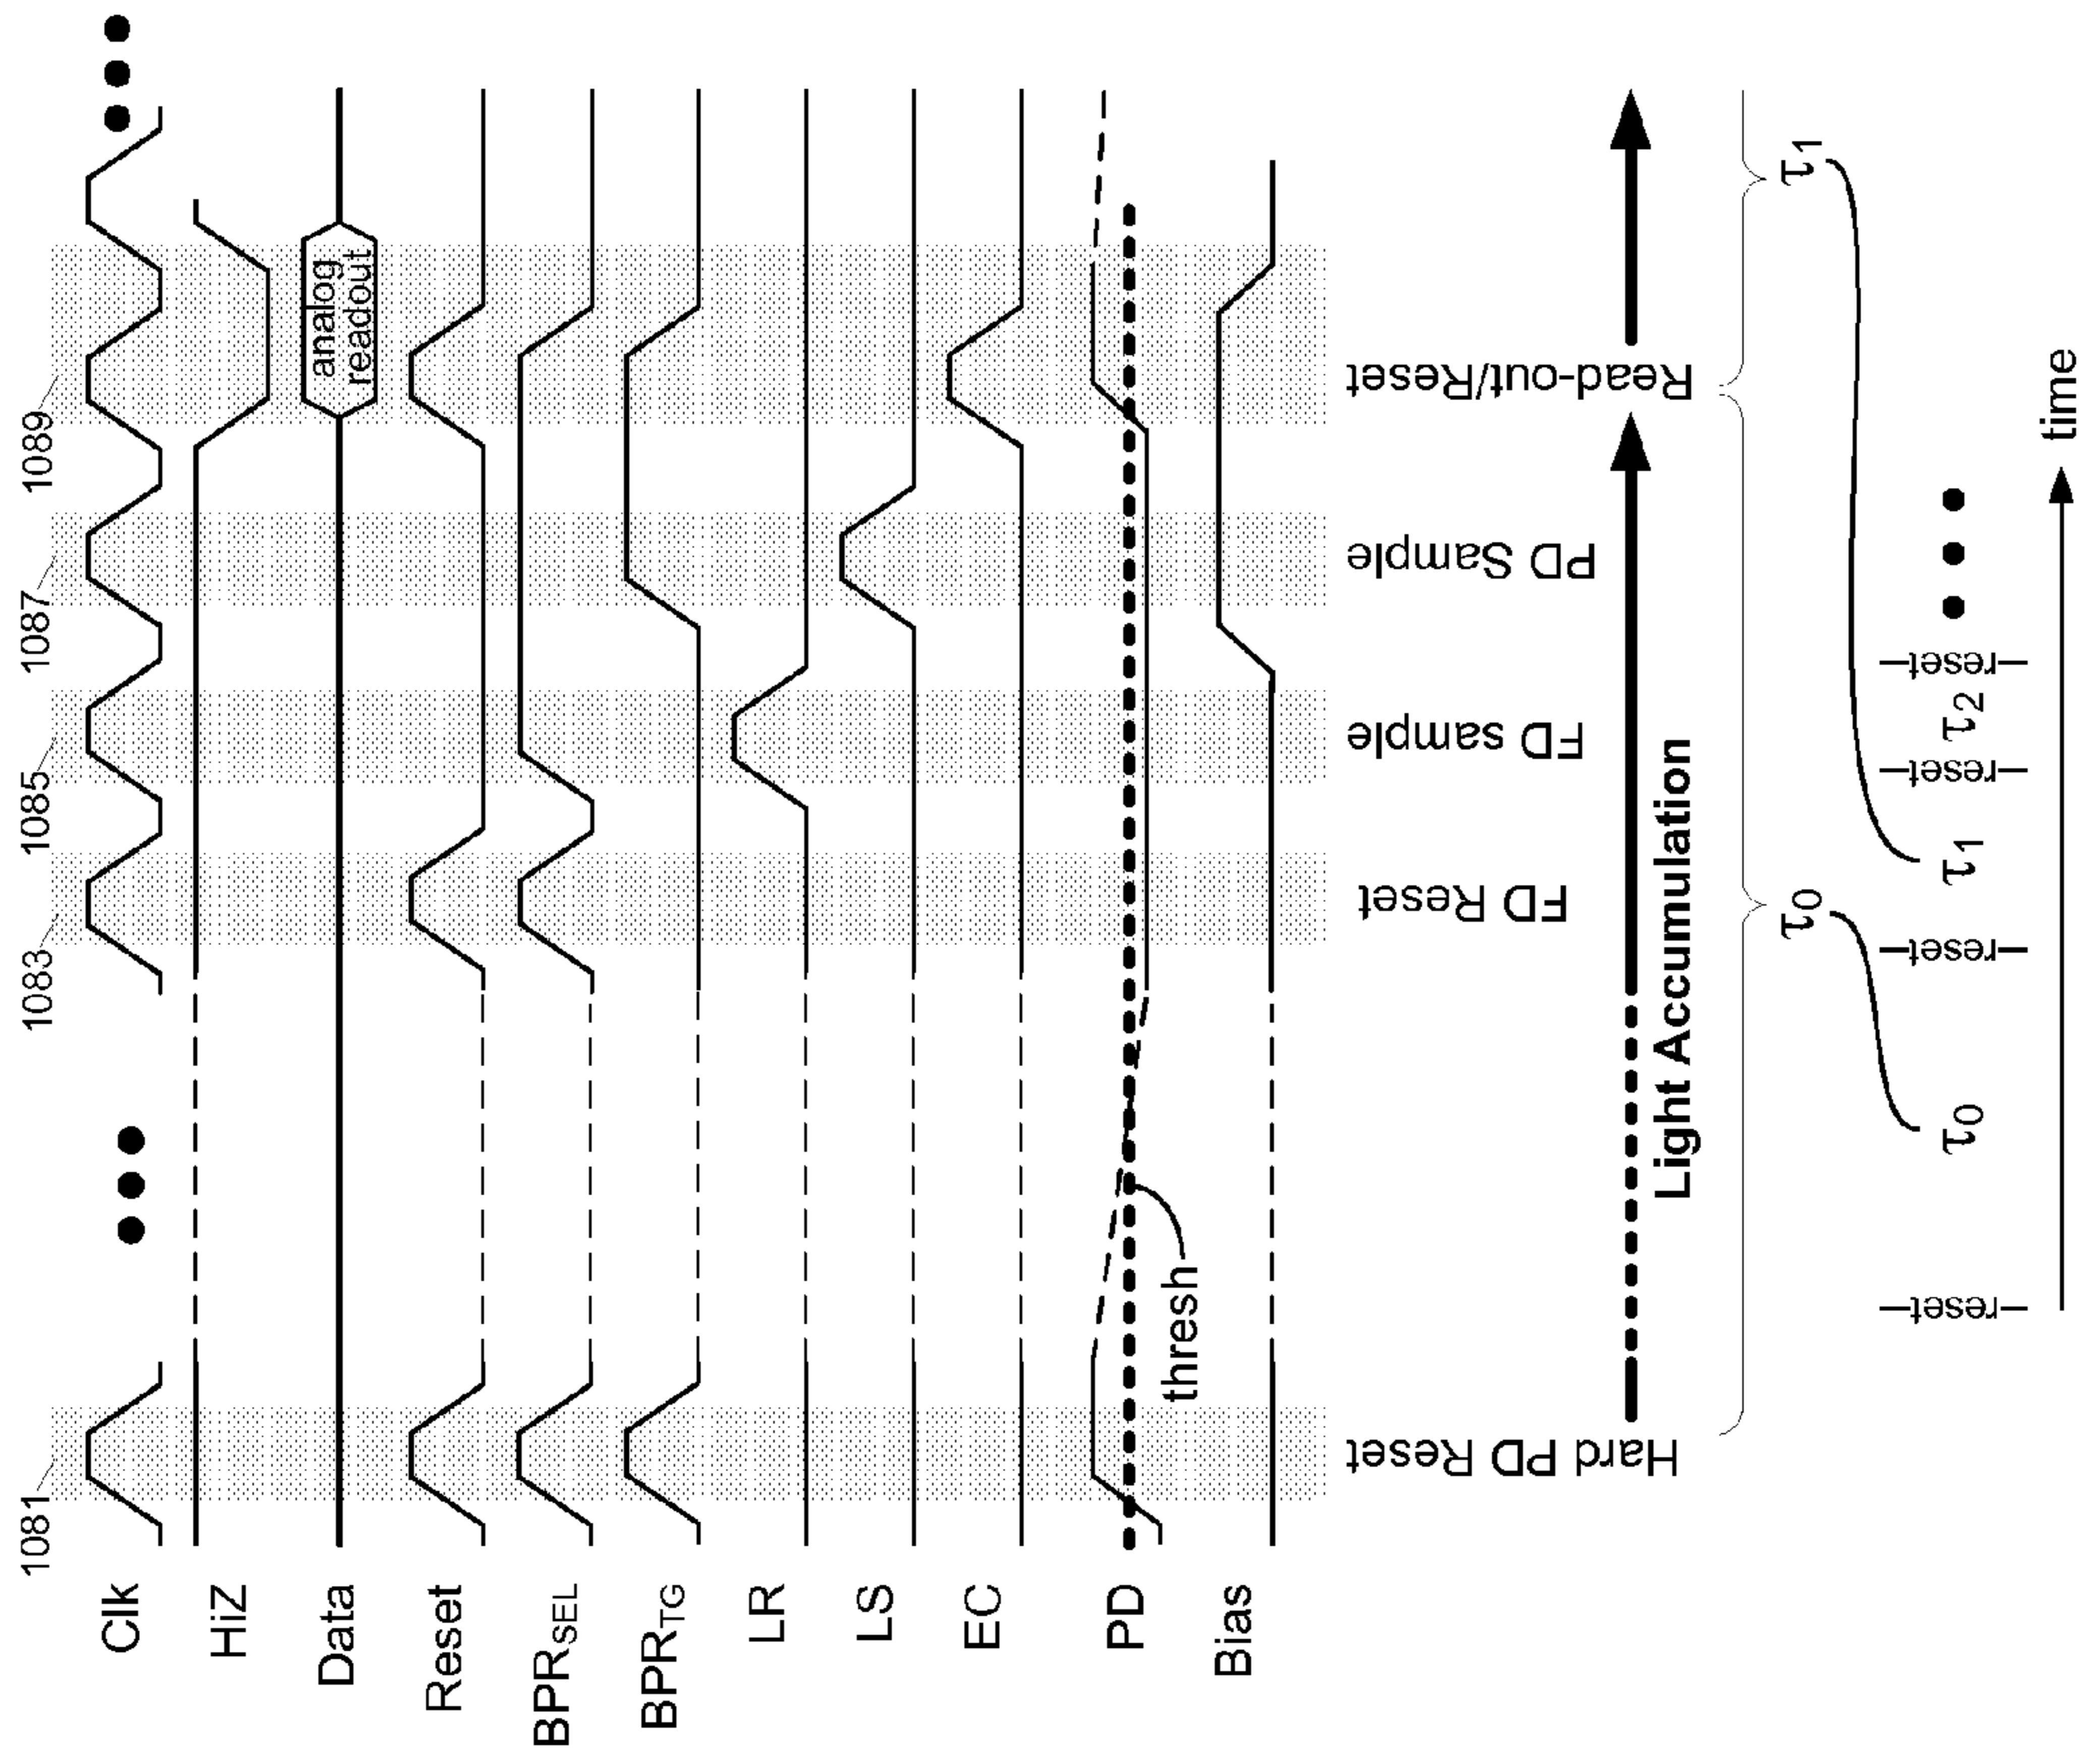 1081
1083
1085
1087
1089
Clk
HiZ
Data
analog
readout
Reset
BPRSEL
BPRTG
LR
LS
EC
PD
thresh
Bias
Hard PD Reset
FD Reset
FD sample
PD Sample
Read-out/Reset
Light Accumulation
τ0
τ1
reset
τ0
reset
τ1
reset
τ2
reset
time